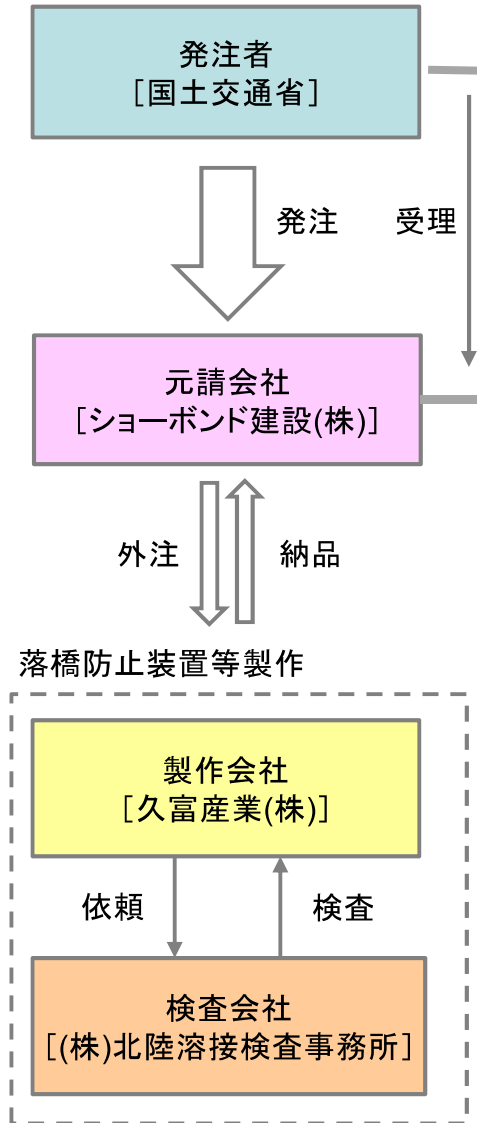 発注者
［国土交通省］
発注
受理
元請会社
［ショーボンド建設(株)］
外注
納品
落橋防止装置等製作
製作会社
［久富産業(株)］
依頼
検査
検査会社
［(株)北陸溶接検査事務所］